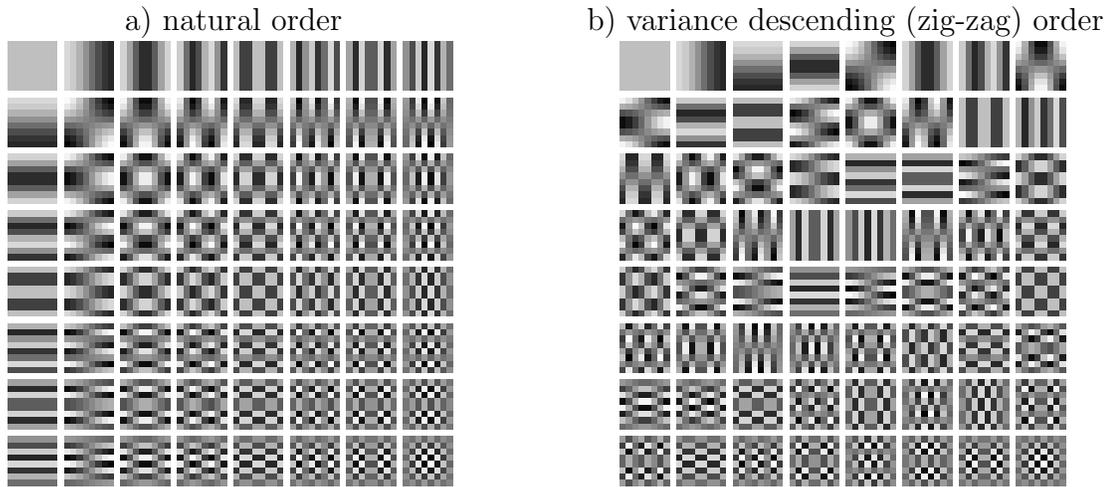 a) natural order
b) variance descending (zig-zag) order